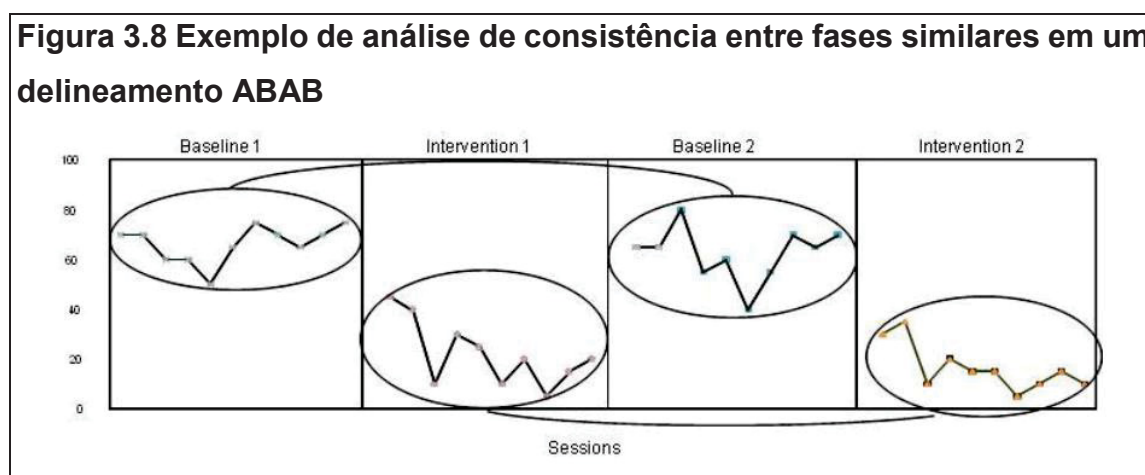 Figura 3.8 Exemplo de análise de consistência entre fases similares em um
delineamento ABAB
Baseline 1 Intervention 1 Baseline 2 Intervention 2
100
80
60
40
20
0
Sessions